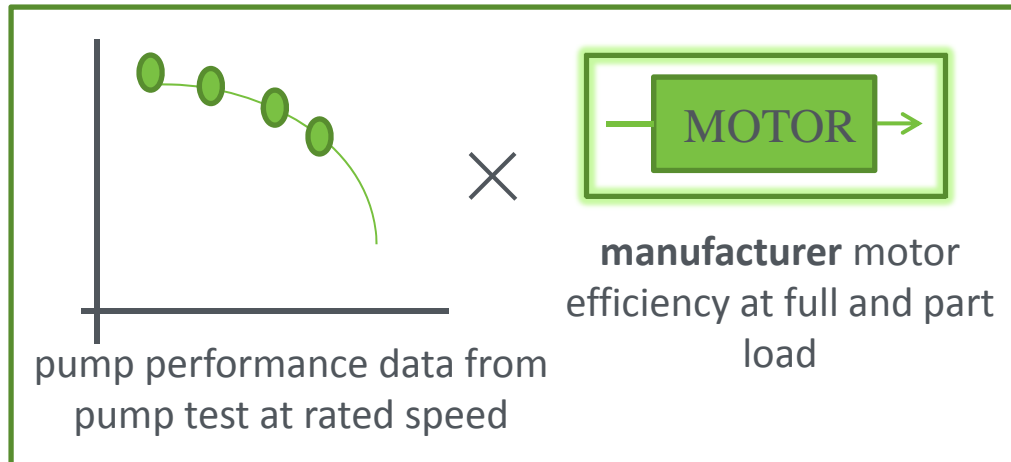 MOTOR
manufacturer motor
efficiency at full and part
load
pump performance data from
pump test at rated speed